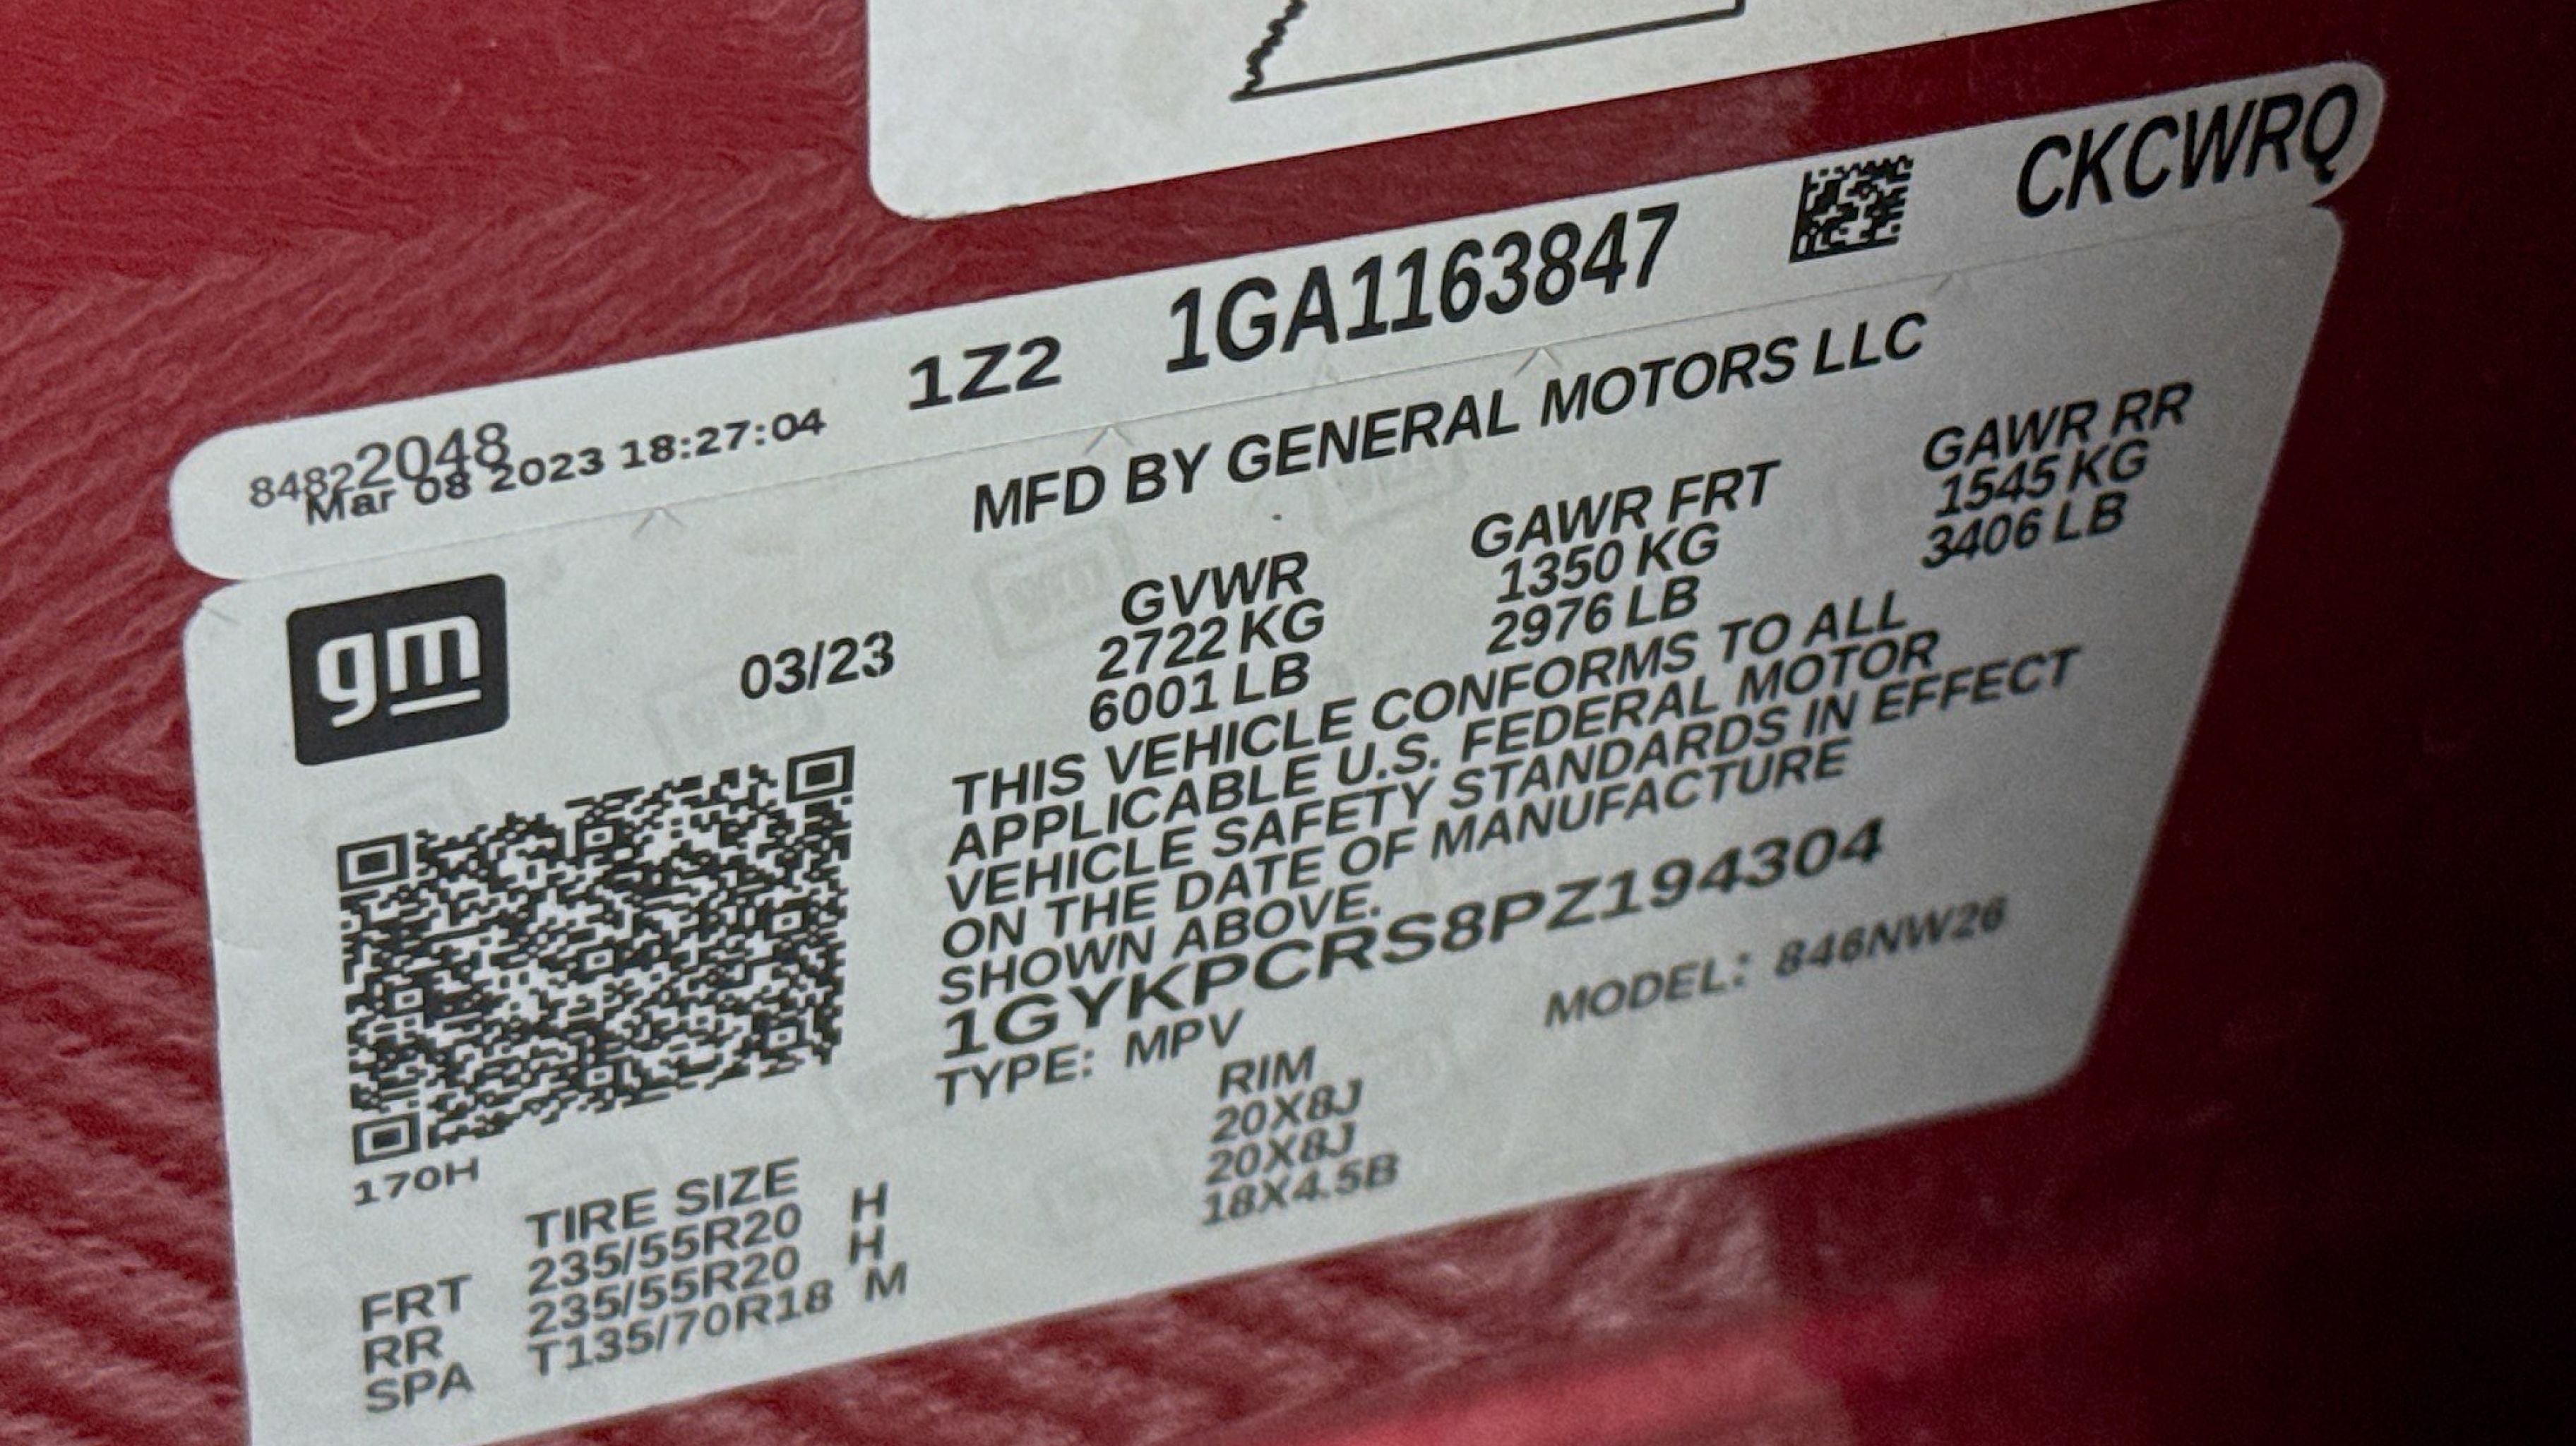 84822048
Mar 08 2023 18:27:04
1Z2
1GA1163847
CKCWRQ
gm
MFD BY GENERAL MOTORS LLC
03/23
GVWR
2722 KG
6001 LB
GAWR FRT
1350 KG
2976 LB
GAWR RR
1545 KG
3406 LB
THIS VEHICLE CONFORMS TO ALL
APPLICABLE U.S. FEDERAL MOTOR
VEHICLE SAFETY STANDARDS IN EFFECT
ON THE DATE OF MANUFACTURE
SHOWN ABOVE.
1GYKPCRS8PZ194304
TYPE: MPV
MODEL: 846NW26
170H
TIRE SIZE
RIM
FRT 235/55R20 H 20X8J
RR 235/55R20 H 20X8J
SPA T135/70R18 M 18X4.5B